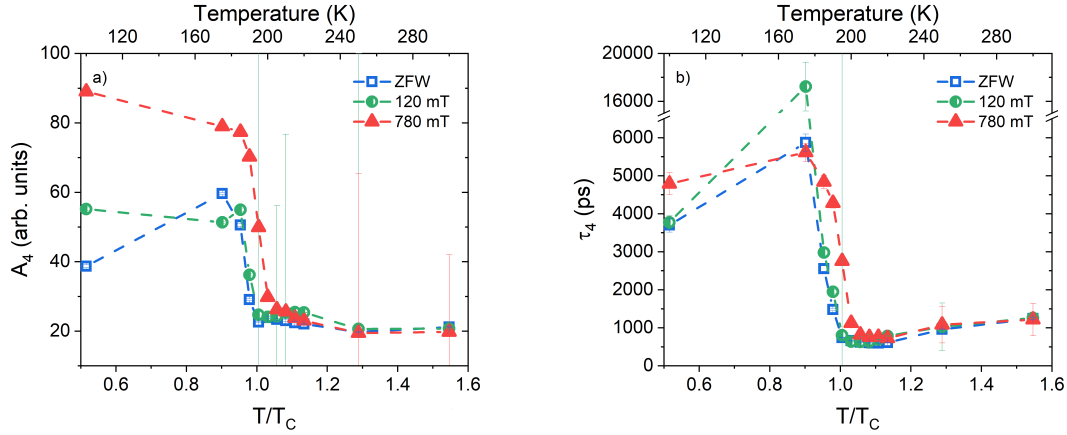 Temperature (K)
120 160 200 240 280
100
80
60
40
20
A4 (arb. units)
a)
ZFW
120 mT
780 mT
0.6 0.8 1.0 1.2 1.4 1.6
T/TC
Temperature (K)
120 160 200 240 280
20000
16000
6000
5000
4000
3000
2000
1000
0
τ4 (ps)
b)
ZFW
120 mT
780 mT
0.6 0.8 1.0 1.2 1.4 1.6
T/TC